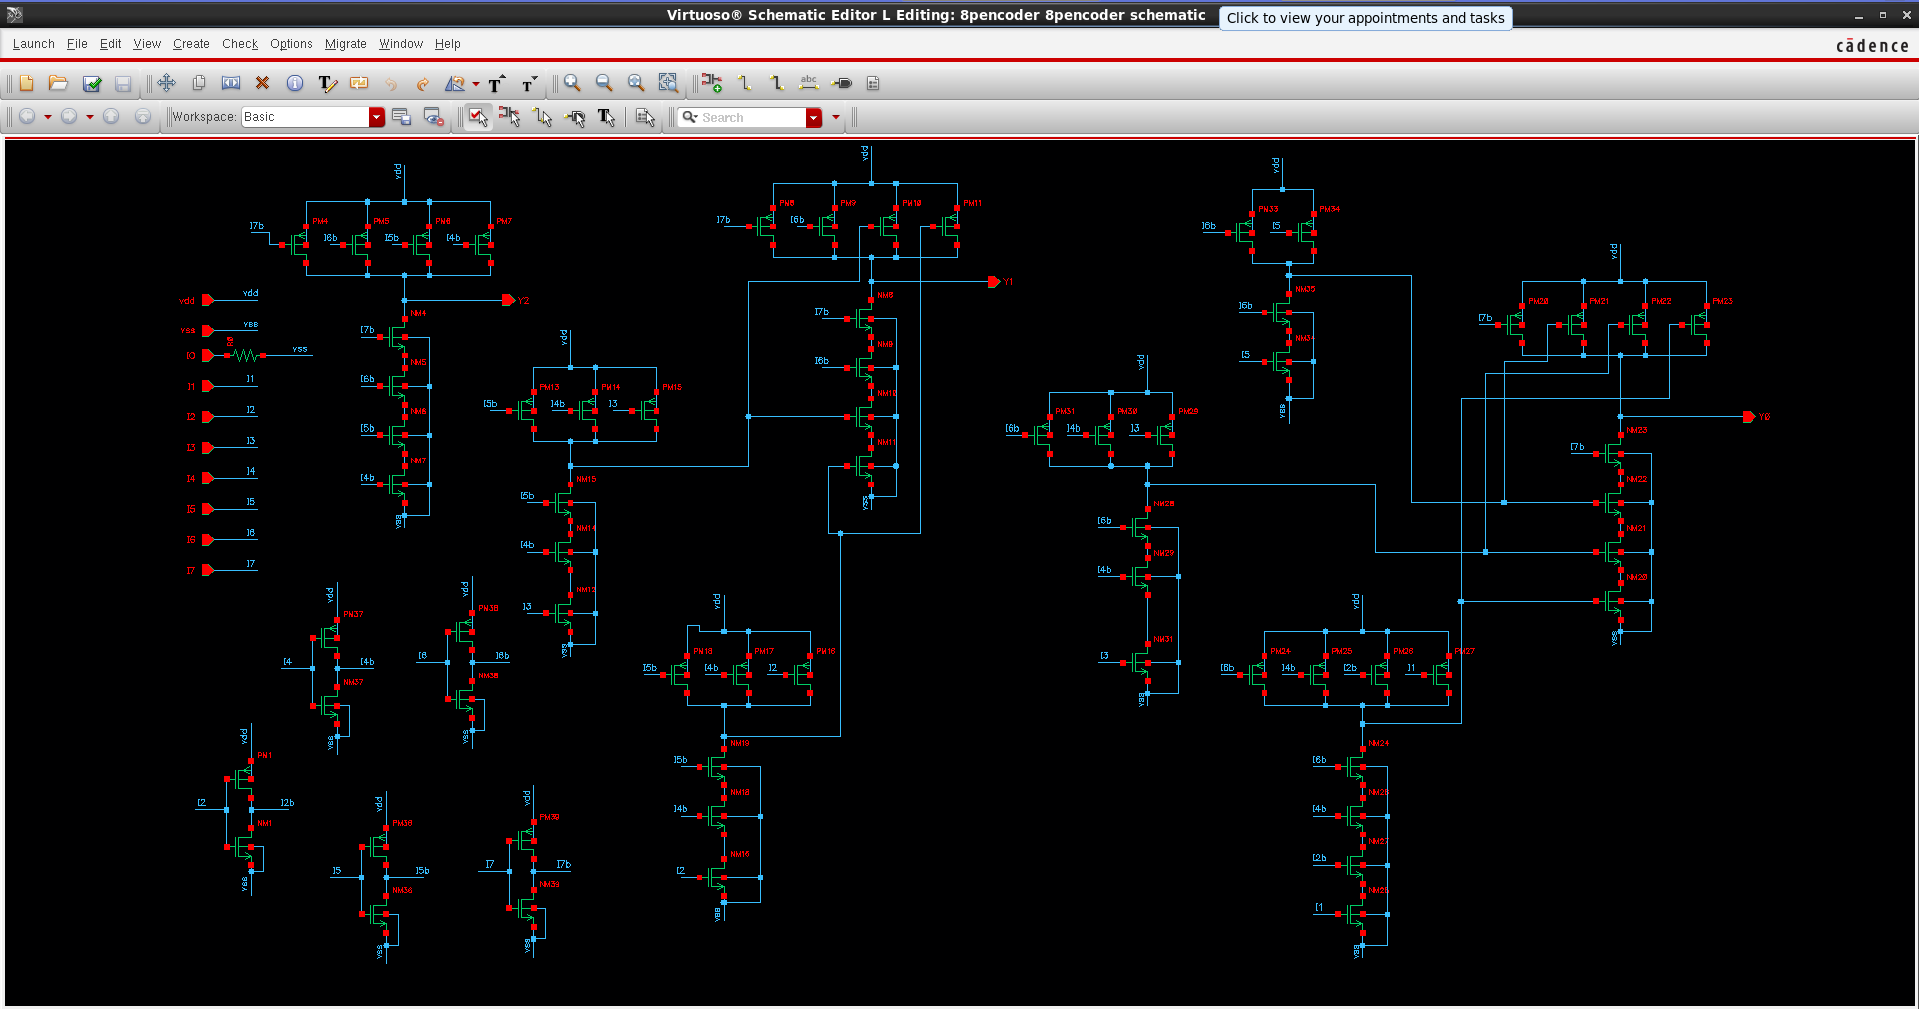 Virtuoso® Schematic Editor L Editing: 8pencoder 8pencoder schematic
Click to view your appointments and tasks
Launch File Edit View Create Check Options Migrate Window Help
cādence
abc
Workspace: Basic
Search
vdd
I7b PM4 I6b PM5 I5b PM6 I4b PM7
Y2
I7b NM4
I6b NM5
I5b NM6
I4b NM7
vss
vdd vdd
vss vss
I0 R0 vss
I1 I1
I2 I2
I3 I3
I4 I4
I5 I5
I6 I6
I7 I7
vdd
I5b PM13 I4b PM14 I3 PM15
I5b NM15
I4b NM14
I3
vss
vdd
I7b PM8 I6b PM9 PM10 PM11
Y1
I7b NM8
I6b NM9
NM10
NM11
vss
vdd
I5b PM18 I4b PM17 I2 PM16
I5b NM19
I4b NM18
I2 NM16
vss
vdd
I6b PM33 I5 PM34
I6b NM35
I5 NM34
vss
vdd
I6b PM31 I4b PM30 I3 PM29
I6b NM28
I4b NM29
I3 NM31
vss
vdd
I7b PM20 PM21 PM22 PM23
Y0
I7b NM23
NM22
NM21
NM20
vss
vdd
I6b PM24 I4b PM25 I2b PM26 I1 PM27
I6b NM24
I4b
I2b NM27
I1
vss
vdd
PM37
I4 I4b
NM37
vss
vdd
I6 I6b
vss
vdd
PM1
I2 I2b
NM1
vss
vdd
I5 I5b
NM36
vss
vdd
I7 I7b
NM39
vss